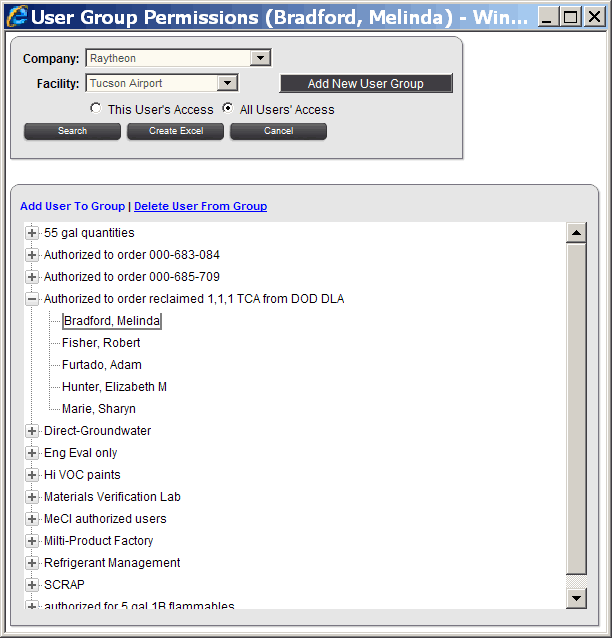 User Group Permissions (Bradford, Melinda) - Win...
Company: Raytheon
Facility: Tucson Airport
Add New User Group
This User's Access All Users' Access
Search Create Excel Cancel
Add User To Group | Delete User From Group
55 gal quantities
Authorized to order 000-683-084
Authorized to order 000-685-709
Authorized to order reclaimed 1,1,1 TCA from DOD DLA
Bradford, Melinda
Fisher, Robert
Furtado, Adam
Hunter, Elizabeth M
Marie, Sharyn
Direct-Groundwater
Eng Eval only
Hi VOC paints
Materials Verification Lab
MeCl authorized users
Milti-Product Factory
Refrigerant Management
SCRAP
authorized for 5 gal 1B flammables